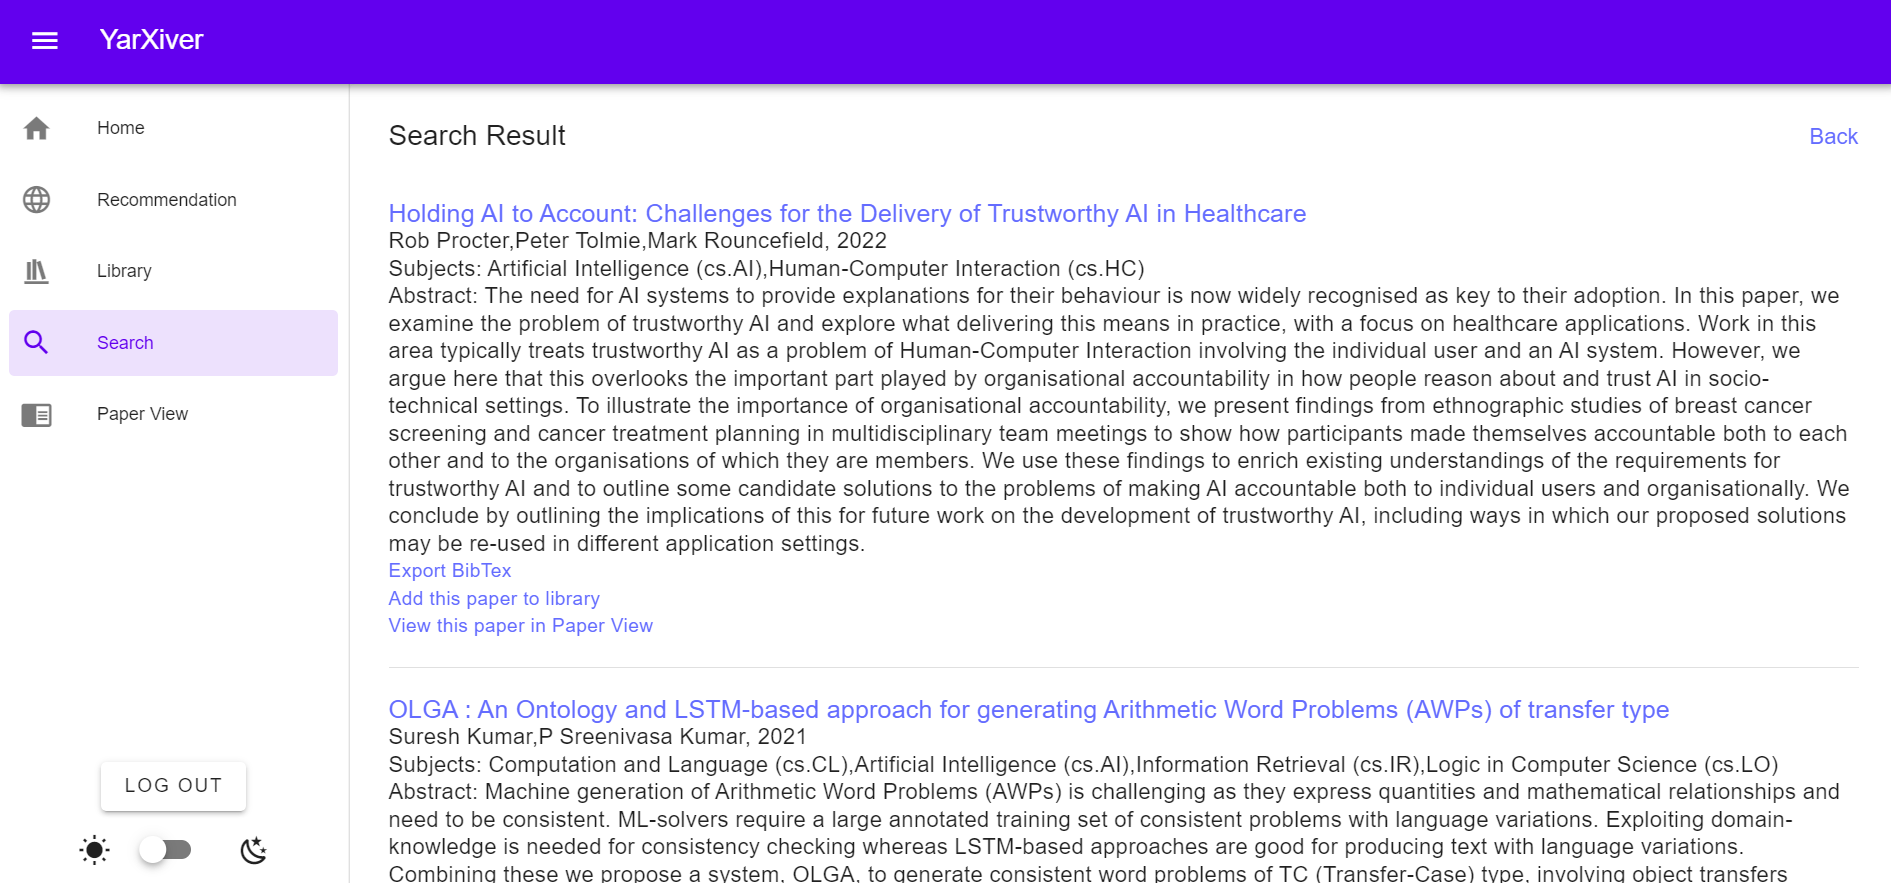 YarXiver
Home
Recommendation
Library
Search
Paper View
LOG OUT
Search Result
Back
Holding AI to Account: Challenges for the Delivery of Trustworthy AI in Healthcare
Rob Procter,Peter Tolmie,Mark Rouncefield, 2022
Subjects: Artificial Intelligence (cs.AI),Human-Computer Interaction (cs.HC)
Abstract: The need for AI systems to provide explanations for their behaviour is now widely recognised as key to their adoption. In this paper, we
examine the problem of trustworthy AI and explore what delivering this means in practice, with a focus on healthcare applications. Work in this
area typically treats trustworthy AI as a problem of Human-Computer Interaction involving the individual user and an AI system. However, we
argue here that this overlooks the important part played by organisational accountability in how people reason about and trust AI in socio-
technical settings. To illustrate the importance of organisational accountability, we present findings from ethnographic studies of breast cancer
screening and cancer treatment planning in multidisciplinary team meetings to show how participants made themselves accountable both to each
other and to the organisations of which they are members. We use these findings to enrich existing understandings of the requirements for
trustworthy AI and to outline some candidate solutions to the problems of making AI accountable both to individual users and organisationally. We
conclude by outlining the implications of this for future work on the development of trustworthy AI, including ways in which our proposed solutions
may be re-used in different application settings.
Export BibTex
Add this paper to library
View this paper in Paper View
OLGA : An Ontology and LSTM-based approach for generating Arithmetic Word Problems (AWPs) of transfer type
Suresh Kumar,P Sreenivasa Kumar, 2021
Subjects: Computation and Language (cs.CL),Artificial Intelligence (cs.AI),Information Retrieval (cs.IR),Logic in Computer Science (cs.LO)
Abstract: Machine generation of Arithmetic Word Problems (AWPs) is challenging as they express quantities and mathematical relationships and
need to be consistent. ML-solvers require a large annotated training set of consistent problems with language variations. Exploiting domain-
knowledge is needed for consistency checking whereas LSTM-based approaches are good for producing text with language variations.
Combining these we propose a system, OLGA, to generate consistent word problems of TC (Transfer-Case) type, involving object transfers